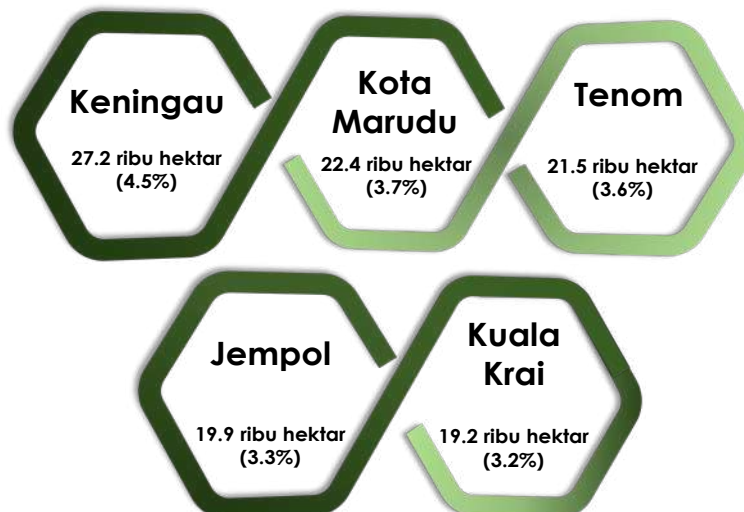 Keningau
27.2 ribu hektar
(4.5%)
Kota
Marudu
22.4 ribu hektar
(3.7%)
Tenom
21.5 ribu hektar
(3.6%)
Jempol
19.9 ribu hektar
(3.3%)
Kuala
Krai
19.2 ribu hektar
(3.2%)